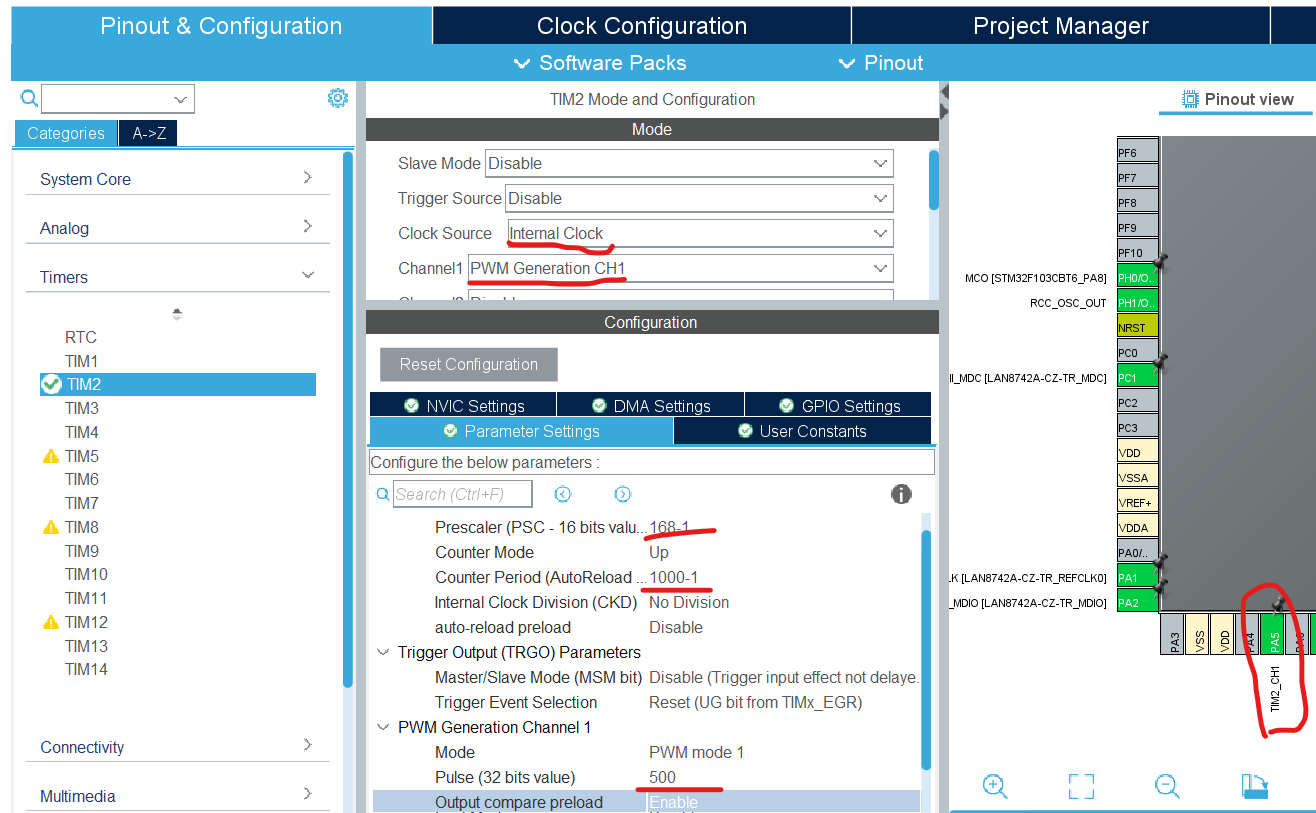 Pinout & Configuration
Clock Configuration
Project Manager
Software Packs
Pinout
Categories
A->Z
System Core
Analog
Timers
RTC
TIM1
TIM2
TIM3
TIM4
TIM5
TIM6
TIM7
TIM8
TIM9
TIM10
TIM11
TIM12
TIM13
TIM14
Connectivity
Multimedia
TIM2 Mode and Configuration
Mode
Slave Mode Disable
Trigger Source Disable
Clock Source Internal Clock
Channel1 PWM Generation CH1
Configuration
Reset Configuration
NVIC Settings
DMA Settings
GPIO Settings
Parameter Settings
User Constants
Configure the below parameters :
Search (Ctrl+F)
Prescaler (PSC - 16 bits valu... 168-1
Counter Mode Up
Counter Period (AutoReload ... 1000-1
Internal Clock Division (CKD) No Division
auto-reload preload Disable
Trigger Output (TRGO) Parameters
Master/Slave Mode (MSM bit) Disable (Trigger input effect not delaye.
Trigger Event Selection Reset (UG bit from TIMx_EGR)
PWM Generation Channel 1
Mode PWM mode 1
Pulse (32 bits value) 500
Output compare preload Enable
Pinout view
PF6
PF7
PF8
PF9
PF10
MCO [STM32F103CBT6_PA8] PH0/O..
RCC_OSC_OUT PH1/O..
NRST
PC0
I_MDC [LAN8742A-CZ-TR_MDC] PC1
PC2
PC3
VDD
VSSA
VREF+
VDDA
PA0/..
.K [LAN8742A-CZ-TR_REFCLK0] PA1
_MDIO [LAN8742A-CZ-TR_MDIO] PA2
PA3
VSS
VDD
PA4
PA5
TIM2_CH1